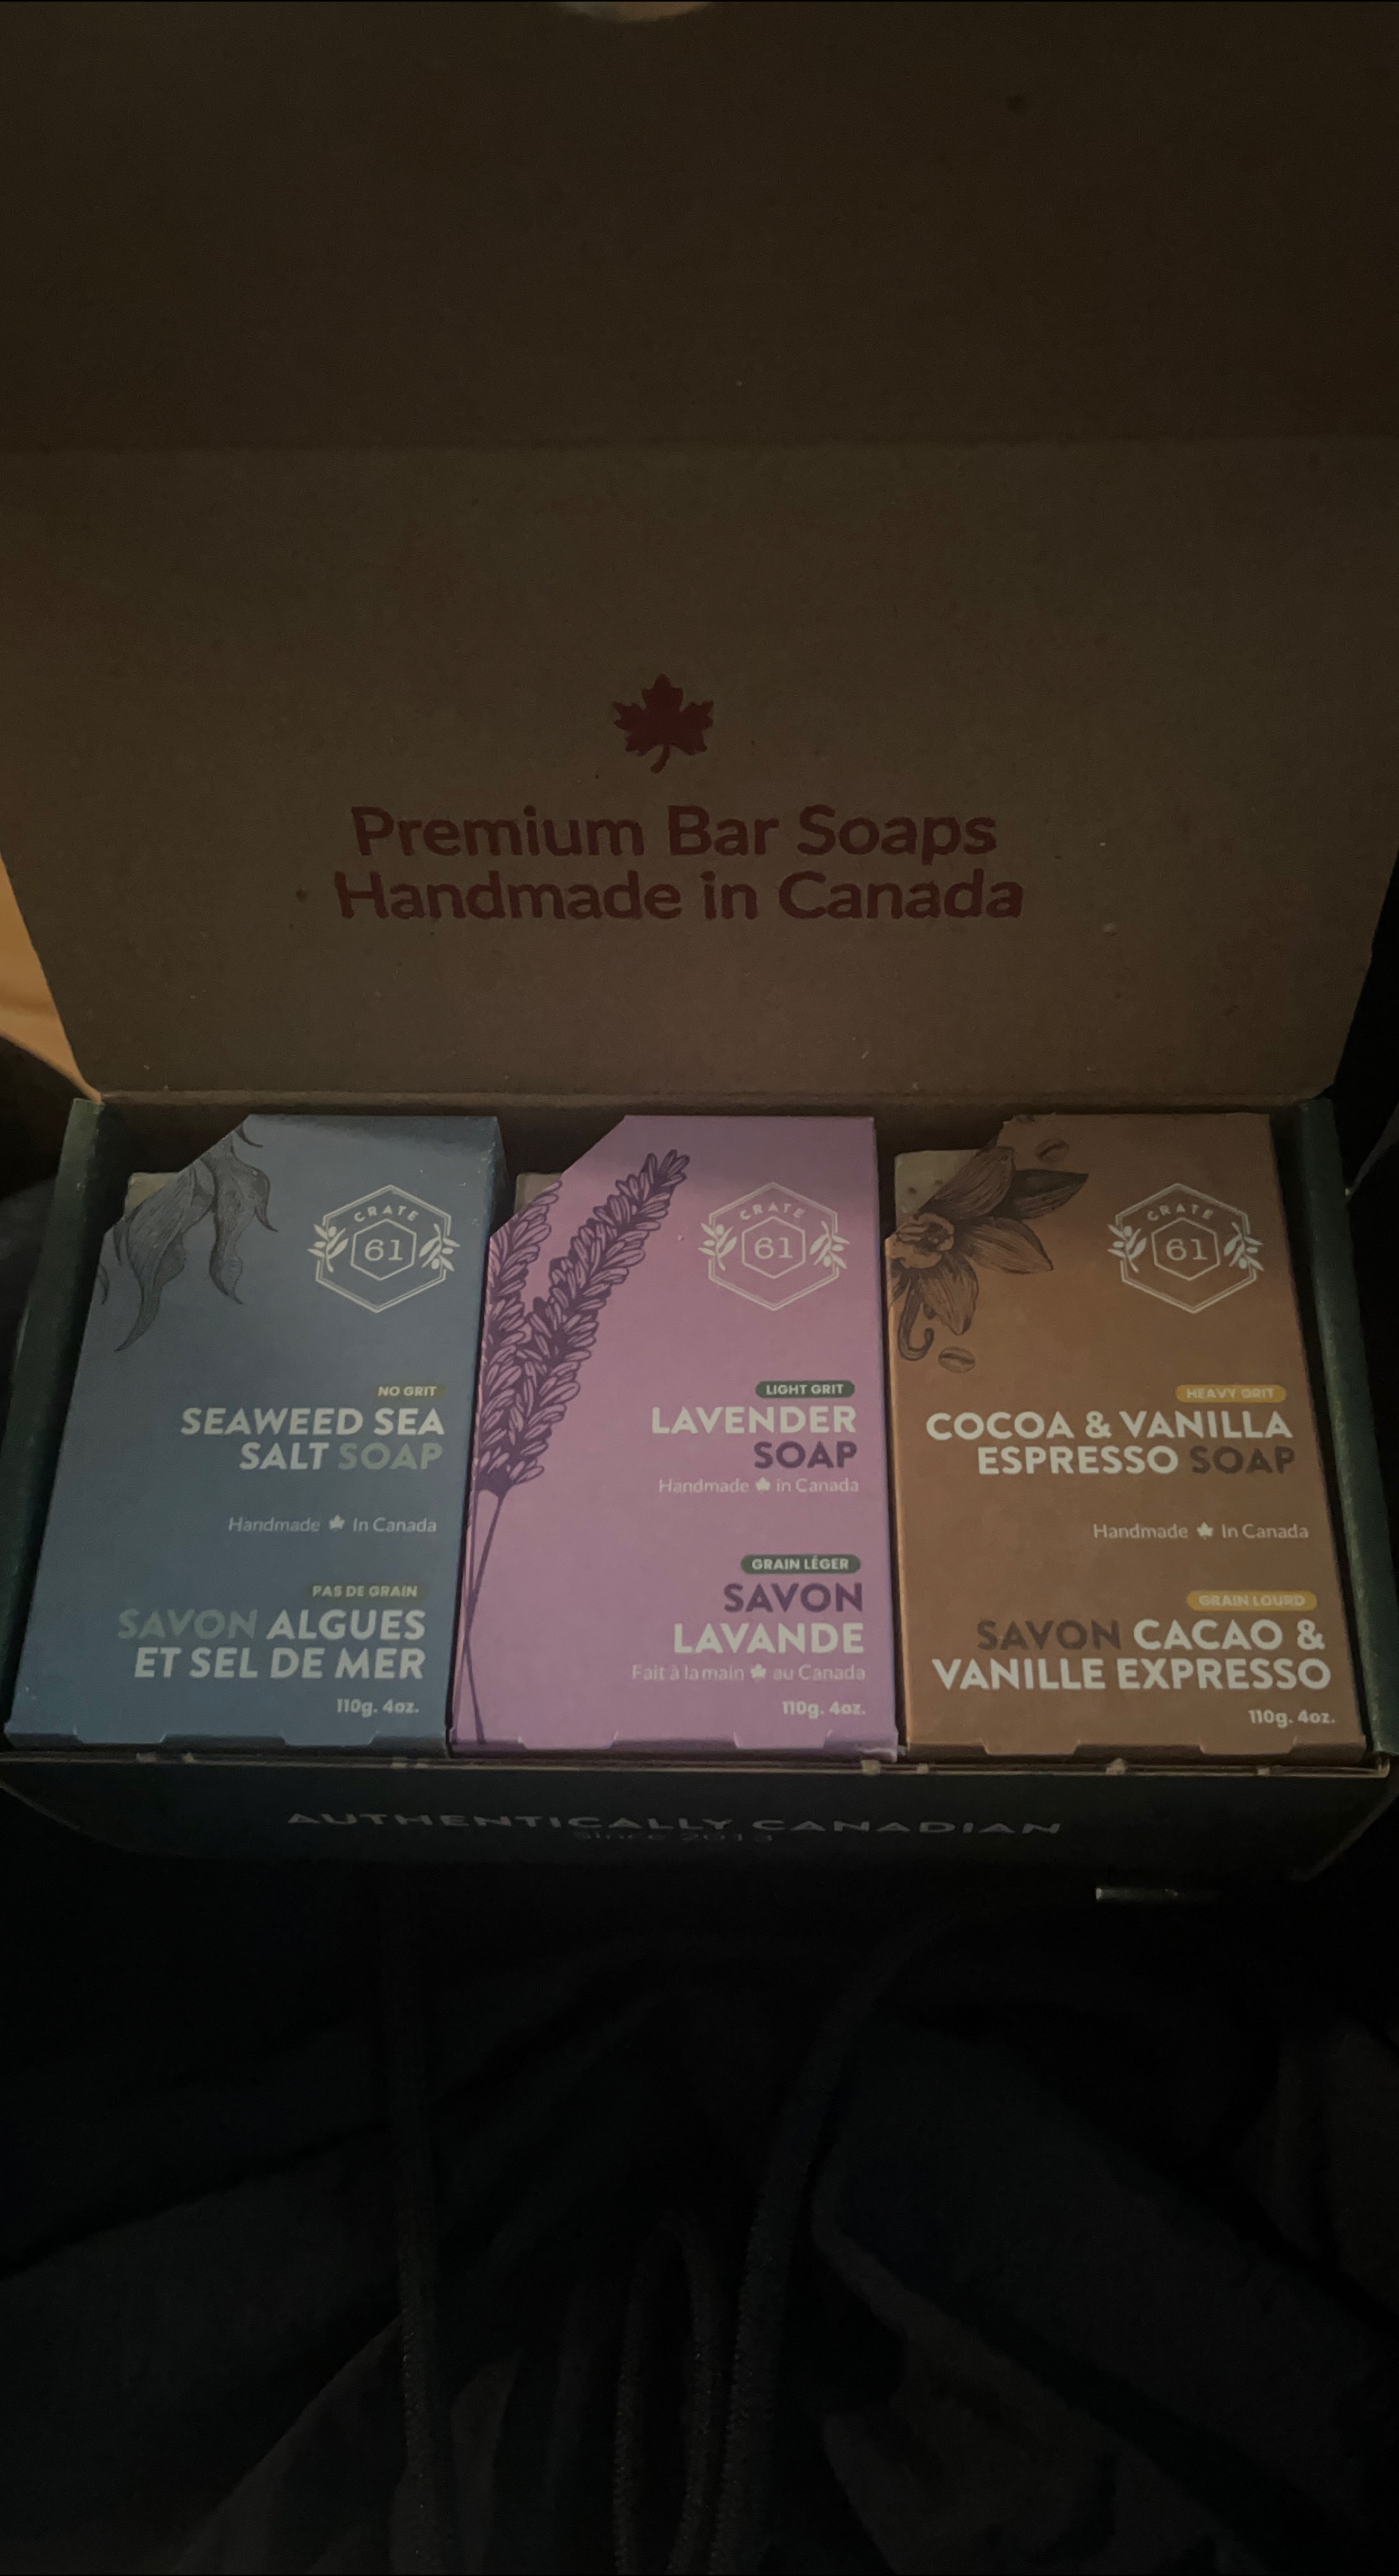 Premium Bar Soaps
Handmade in Canada
CRATE
61
NO GRIT
SEAWEED SEA
SALT SOAP
Handmade In Canada
PAS DE GRAIN
SAVON ALGUES
ET SEL DE MER
110g. 4oz.
CRATE
61
LIGHT GRIT
LAVENDER
SOAP
Handmade in Canada
GRAIN LÉGER
SAVON
LAVANDE
Fait à la main au Canada
110g. 4oz.
CRATE
61
HEAVY GRIT
COCOA & VANILLA
ESPRESSO SOAP
Handmade In Canada
GRAIN LOURD
SAVON CACAO &
VANILLE EXPRESSO
110g. 4oz.
AUTHENTICALLY CANADIAN
since 2013